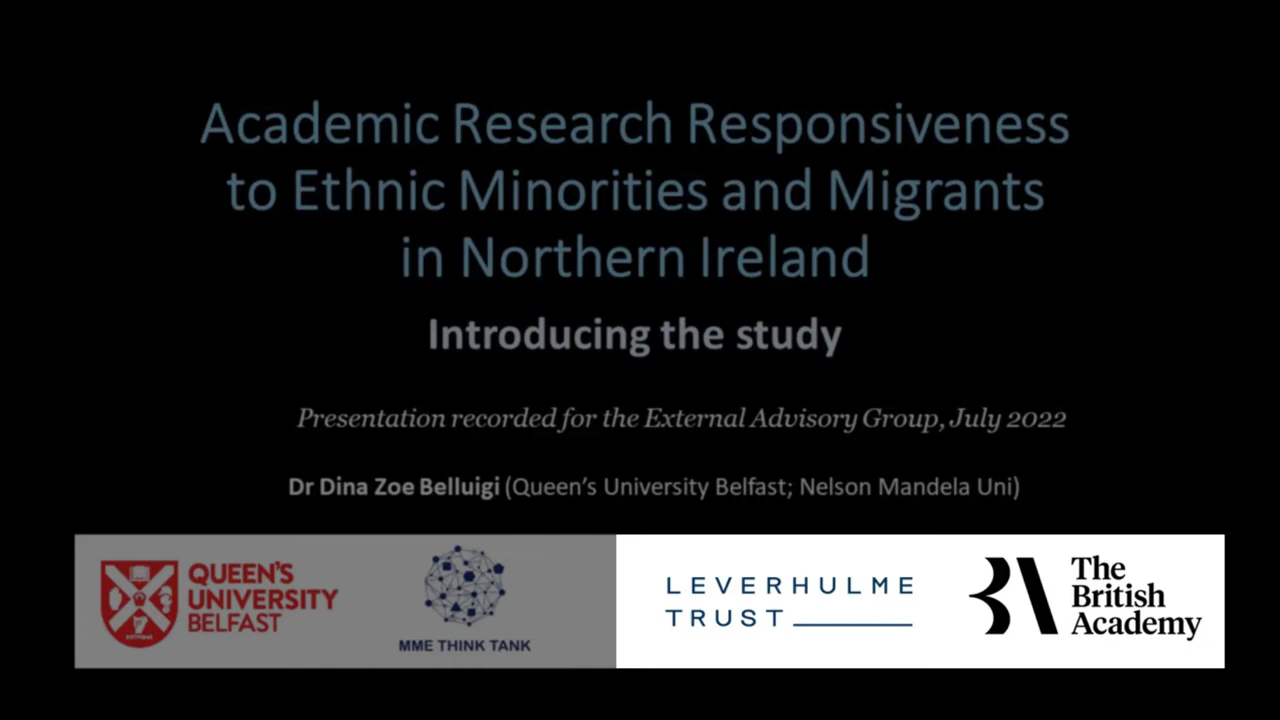 Academic Research Responsiveness
to Ethnic Minorities and Migrants
in Northern Ireland
Introducing the study
Presentation recorded for the External Advisory Group, July 2022
Dr Dina Zoe Belluigi (Queen's University Belfast; Nelson Mandela Uni)
QUEEN'S
UNIVERSITY
BELFAST
MME THINK TANK
LEVERHULME
TRUST
The
British
Academy